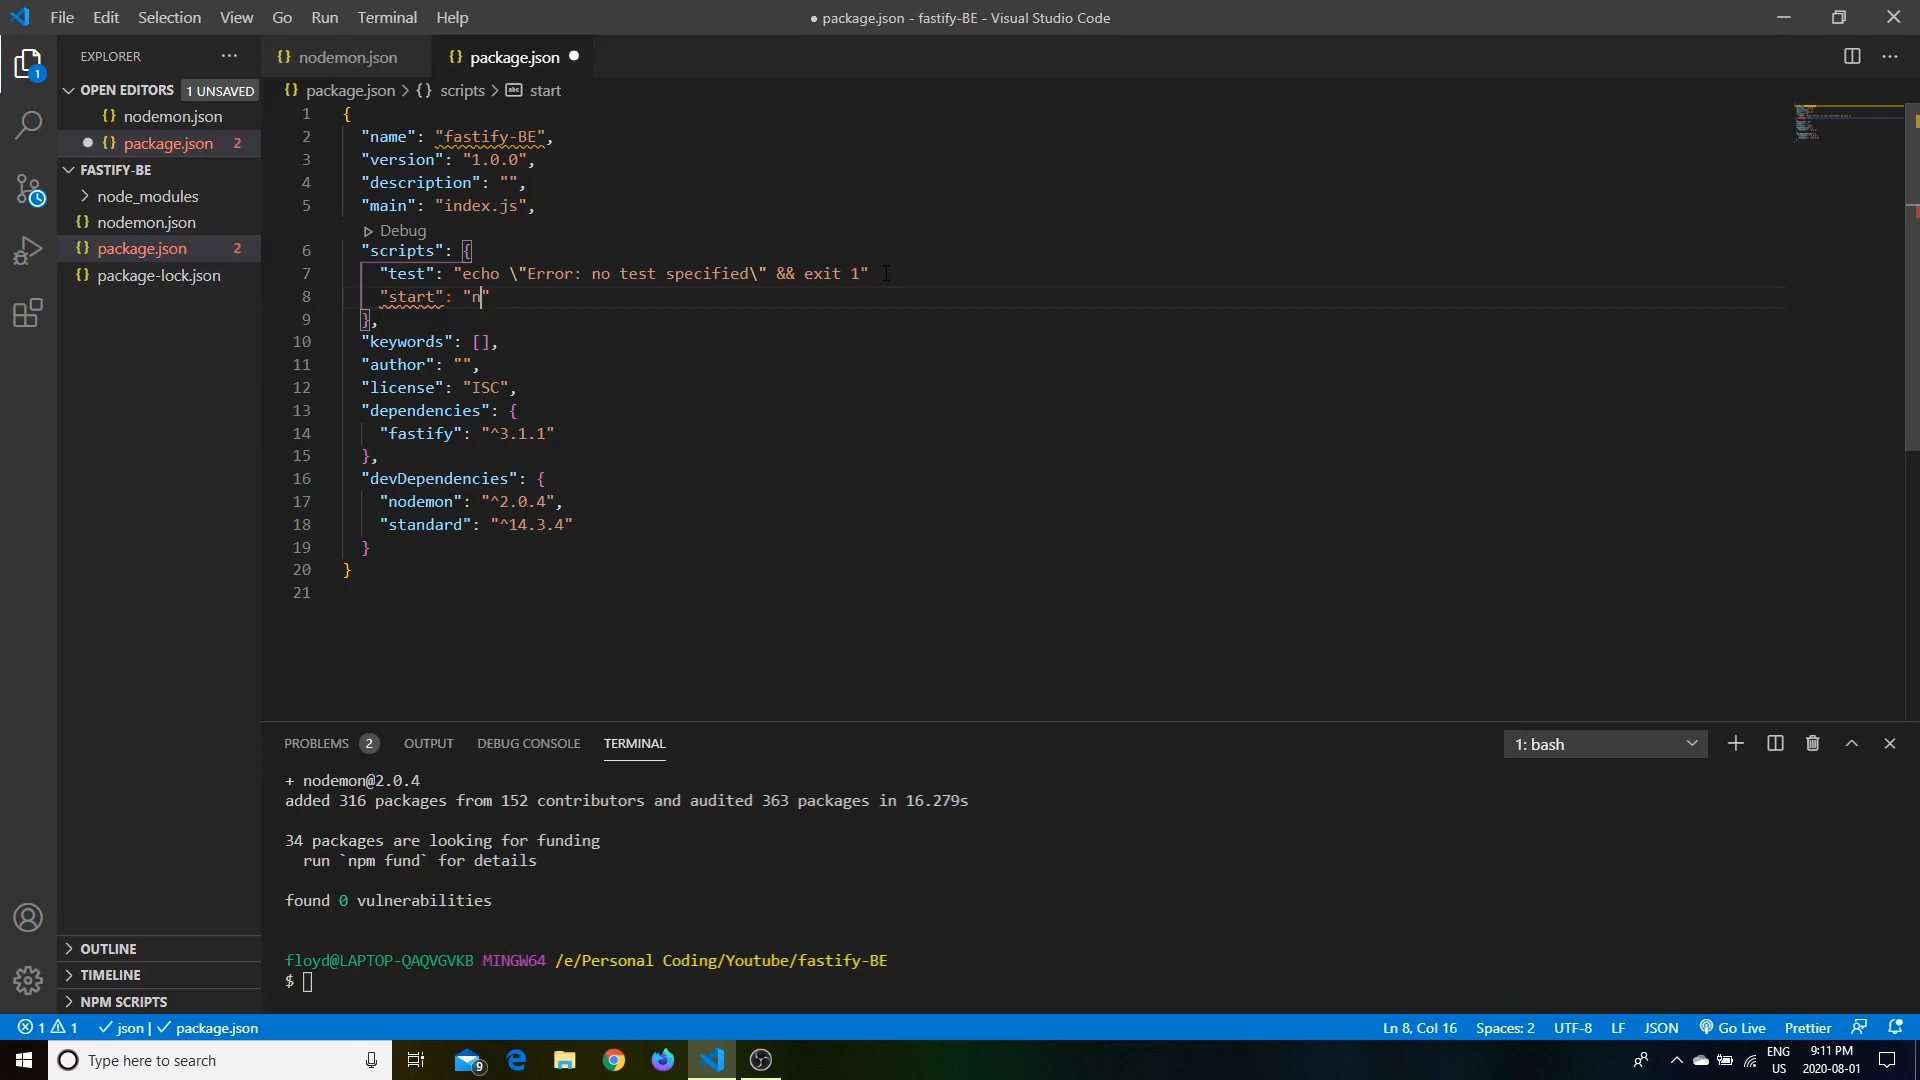 File Edit Selection View Go Run Terminal Help
● package.json - fastify-BE - Visual Studio Code
EXPLORER
nodemon.json
package.json
OPEN EDITORS 1 UNSAVED
nodemon.json
package.json 2
FASTIFY-BE
node_modules
nodemon.json
package.json 2
package-lock.json
OUTLINE
TIMELINE
NPM SCRIPTS
1
package.json > {} scripts > abc start
1 {
2 "name": "fastify-BE",
3 "version": "1.0.0",
4 "description": "",
5 "main": "index.js",
Debug
6 "scripts": {
7 "test": "echo \"Error: no test specified\" && exit 1"
8 "start": "n"
9 },
10 "keywords": [],
11 "author": "",
12 "license": "ISC",
13 "dependencies": {
14 "fastify": "^3.1.1"
15 },
16 "devDependencies": {
17 "nodemon": "^2.0.4",
18 "standard": "^14.3.4"
19 }
20 }
21
PROBLEMS 2 OUTPUT DEBUG CONSOLE TERMINAL
1: bash
+ nodemon@2.0.4
added 316 packages from 152 contributors and audited 363 packages in 16.279s
34 packages are looking for funding
run `npm fund` for details
found 0 vulnerabilities
floyd@LAPTOP-QAQVGVKB MINGW64 /e/Personal Coding/Youtube/fastify-BE
$
1 1 json | package.json
Ln 8, Col 16 Spaces: 2 UTF-8 LF JSON Go Live Prettier
Type here to search
9
ENG
US
9:11 PM
2020-08-01